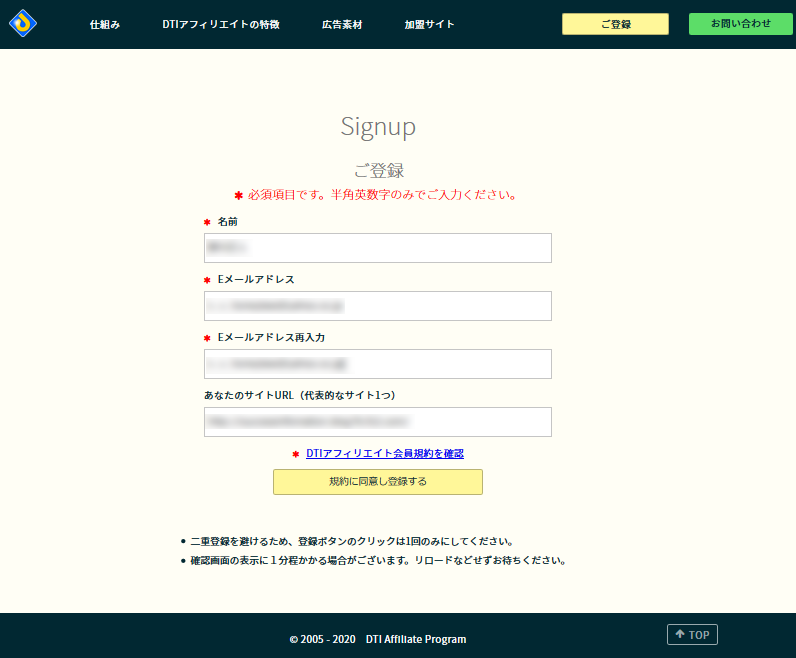 仕組み DTIアフィリエイトの特徴 広告素材 加盟サイト ご登録 お問い合わせ
Signup
ご登録
✱ 必須項目です。半角英数字のみでご入力ください。
✱ 名前
✱ Eメールアドレス
✱ Eメールアドレス再入力
あなたのサイトURL（代表的なサイト1つ）
✱ DTIアフィリエイト会員規約を確認
規約に同意し登録する
● 二重登録を避けるため、登録ボタンのクリックは1回のみにしてください。
● 確認画面の表示に１分程かかる場合がございます。リロードなどせずお待ちください。
© 2005 - 2020 DTI Affiliate Program
↑ TOP